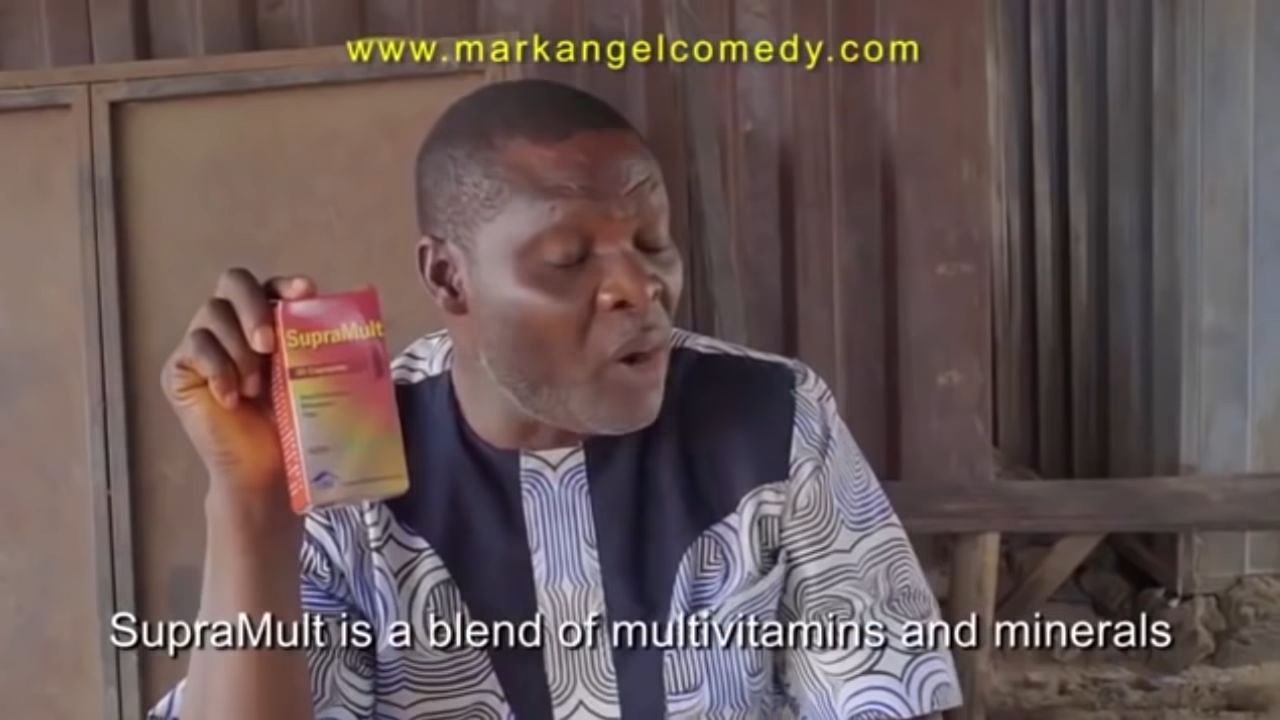 www.markangelcomedy.com
SupraMult
SupraMult is a blend of multivitamins and minerals